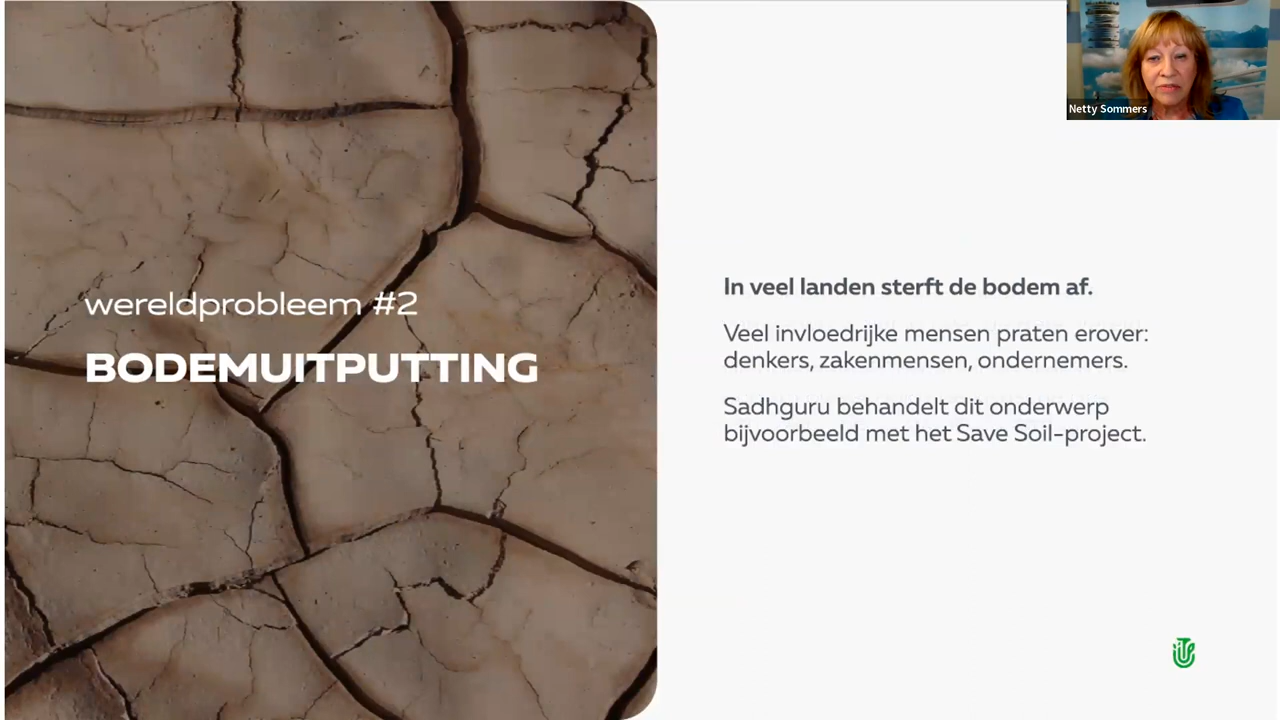 wereldprobleem #2
BODEMUITPUTTING
In veel landen sterft de bodem af.
Veel invloedrijke mensen praten erover:
denkers, zakenmensen, ondernemers.
Sadhguru behandelt dit onderwerp
bijvoorbeeld met het Save Soil-project.
Netty Sommers